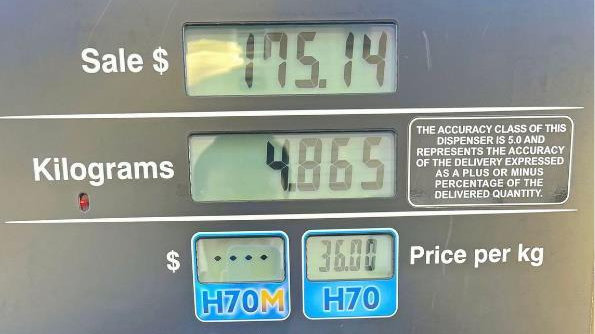 Sale $ 175.14
Kilograms 4.865
THE ACCURACY CLASS OF THIS
DISPENSER IS 5.0 AND
REPRESENTS THE ACCURACY
OF THE DELIVERY EXPRESSED
AS A PLUS OR MINUS
PERCENTAGE OF THE
DELIVERED QUANTITY.
$ .... 36.00 Price per kg
H70M H70